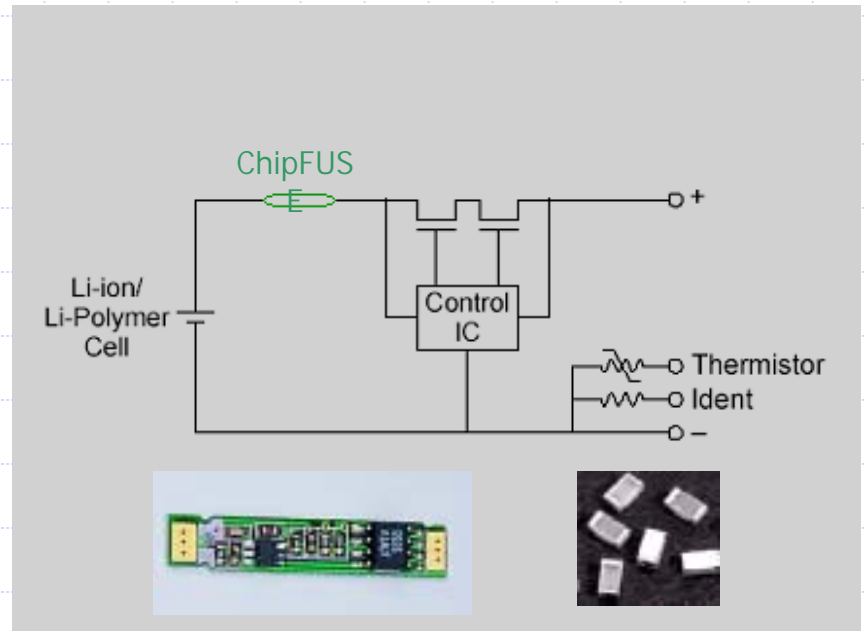 ChipFUS
E
+
Li-ion/
Li-Polymer
Cell
Control
IC
Thermistor
Ident
–